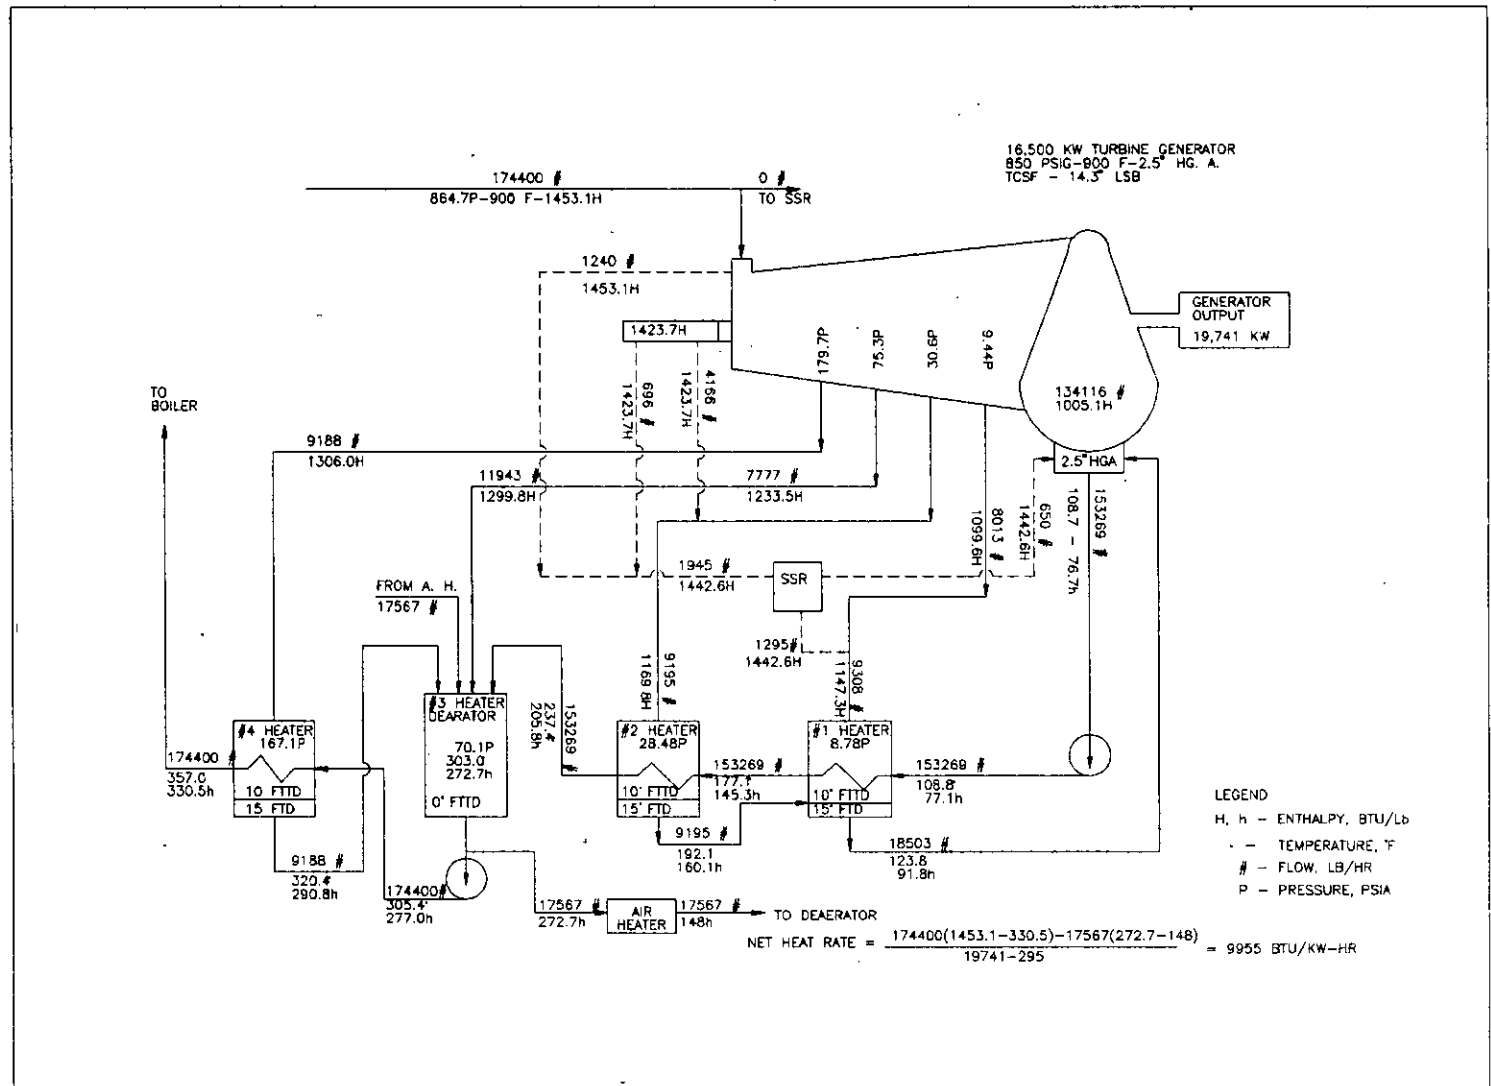 16,500 KW TURBINE GENERATOR
850 PSIG-900 F-2.5" HG. A.
TCSF - 14.3" LSB
174400 #
864.7P-900 F-1453.1H
0 #
TO SSR
1240 #
1453.1H
1423.7H
179.7P
75.3P
30.9P
9.44P
GENERATOR
OUTPUT
19,741 KW
134116 #
1005.1H
2.5" HGA
TO
BOILER
696 #
1423.7H
4166 #
1423.7H
9188 #
1306.0H
11943 #
1299.8H
7777 #
1233.5H
8013 #
1099.6H
650 #
1442.6H
153269 #
108.7 - 76.7h
1945 #
1442.6H
SSR
FROM A. H.
17567 #
1295#
1442.6H
9195 #
1169.8H
9308 #
1147.3H
153269 #
237.4°
205.8h
#4 HEATER
167.1P
10 FTTD
15 FTD
#3 HEATER
DEARATOR
70.1P
303.0°
272.7h
0° FTTD
#2 HEATER
28.48P
10° FTTD
15° FTD
#1 HEATER
8.78P
10° FTTD
15° FTD
174400 #
357.0
330.5h
153269 #
177.1°
145.3h
153269 #
108.8°
77.1h
9195 #
192.1
160.1h
18503 #
123.8
91.8h
9188 #
320.4°
290.8h
174400#
305.4°
277.0h
17567 #
272.7h
AIR
HEATER
17567 #
148h
TO DEAERATOR
LEGEND
H, h - ENTHALPY, BTU/Lb
° - TEMPERATURE, °F
# - FLOW, LB/HR
P - PRESSURE, PSIA
NET HEAT RATE = 174400(1453.1-330.5)-17567(272.7-148)
19741-295
= 9955 BTU/KW-HR